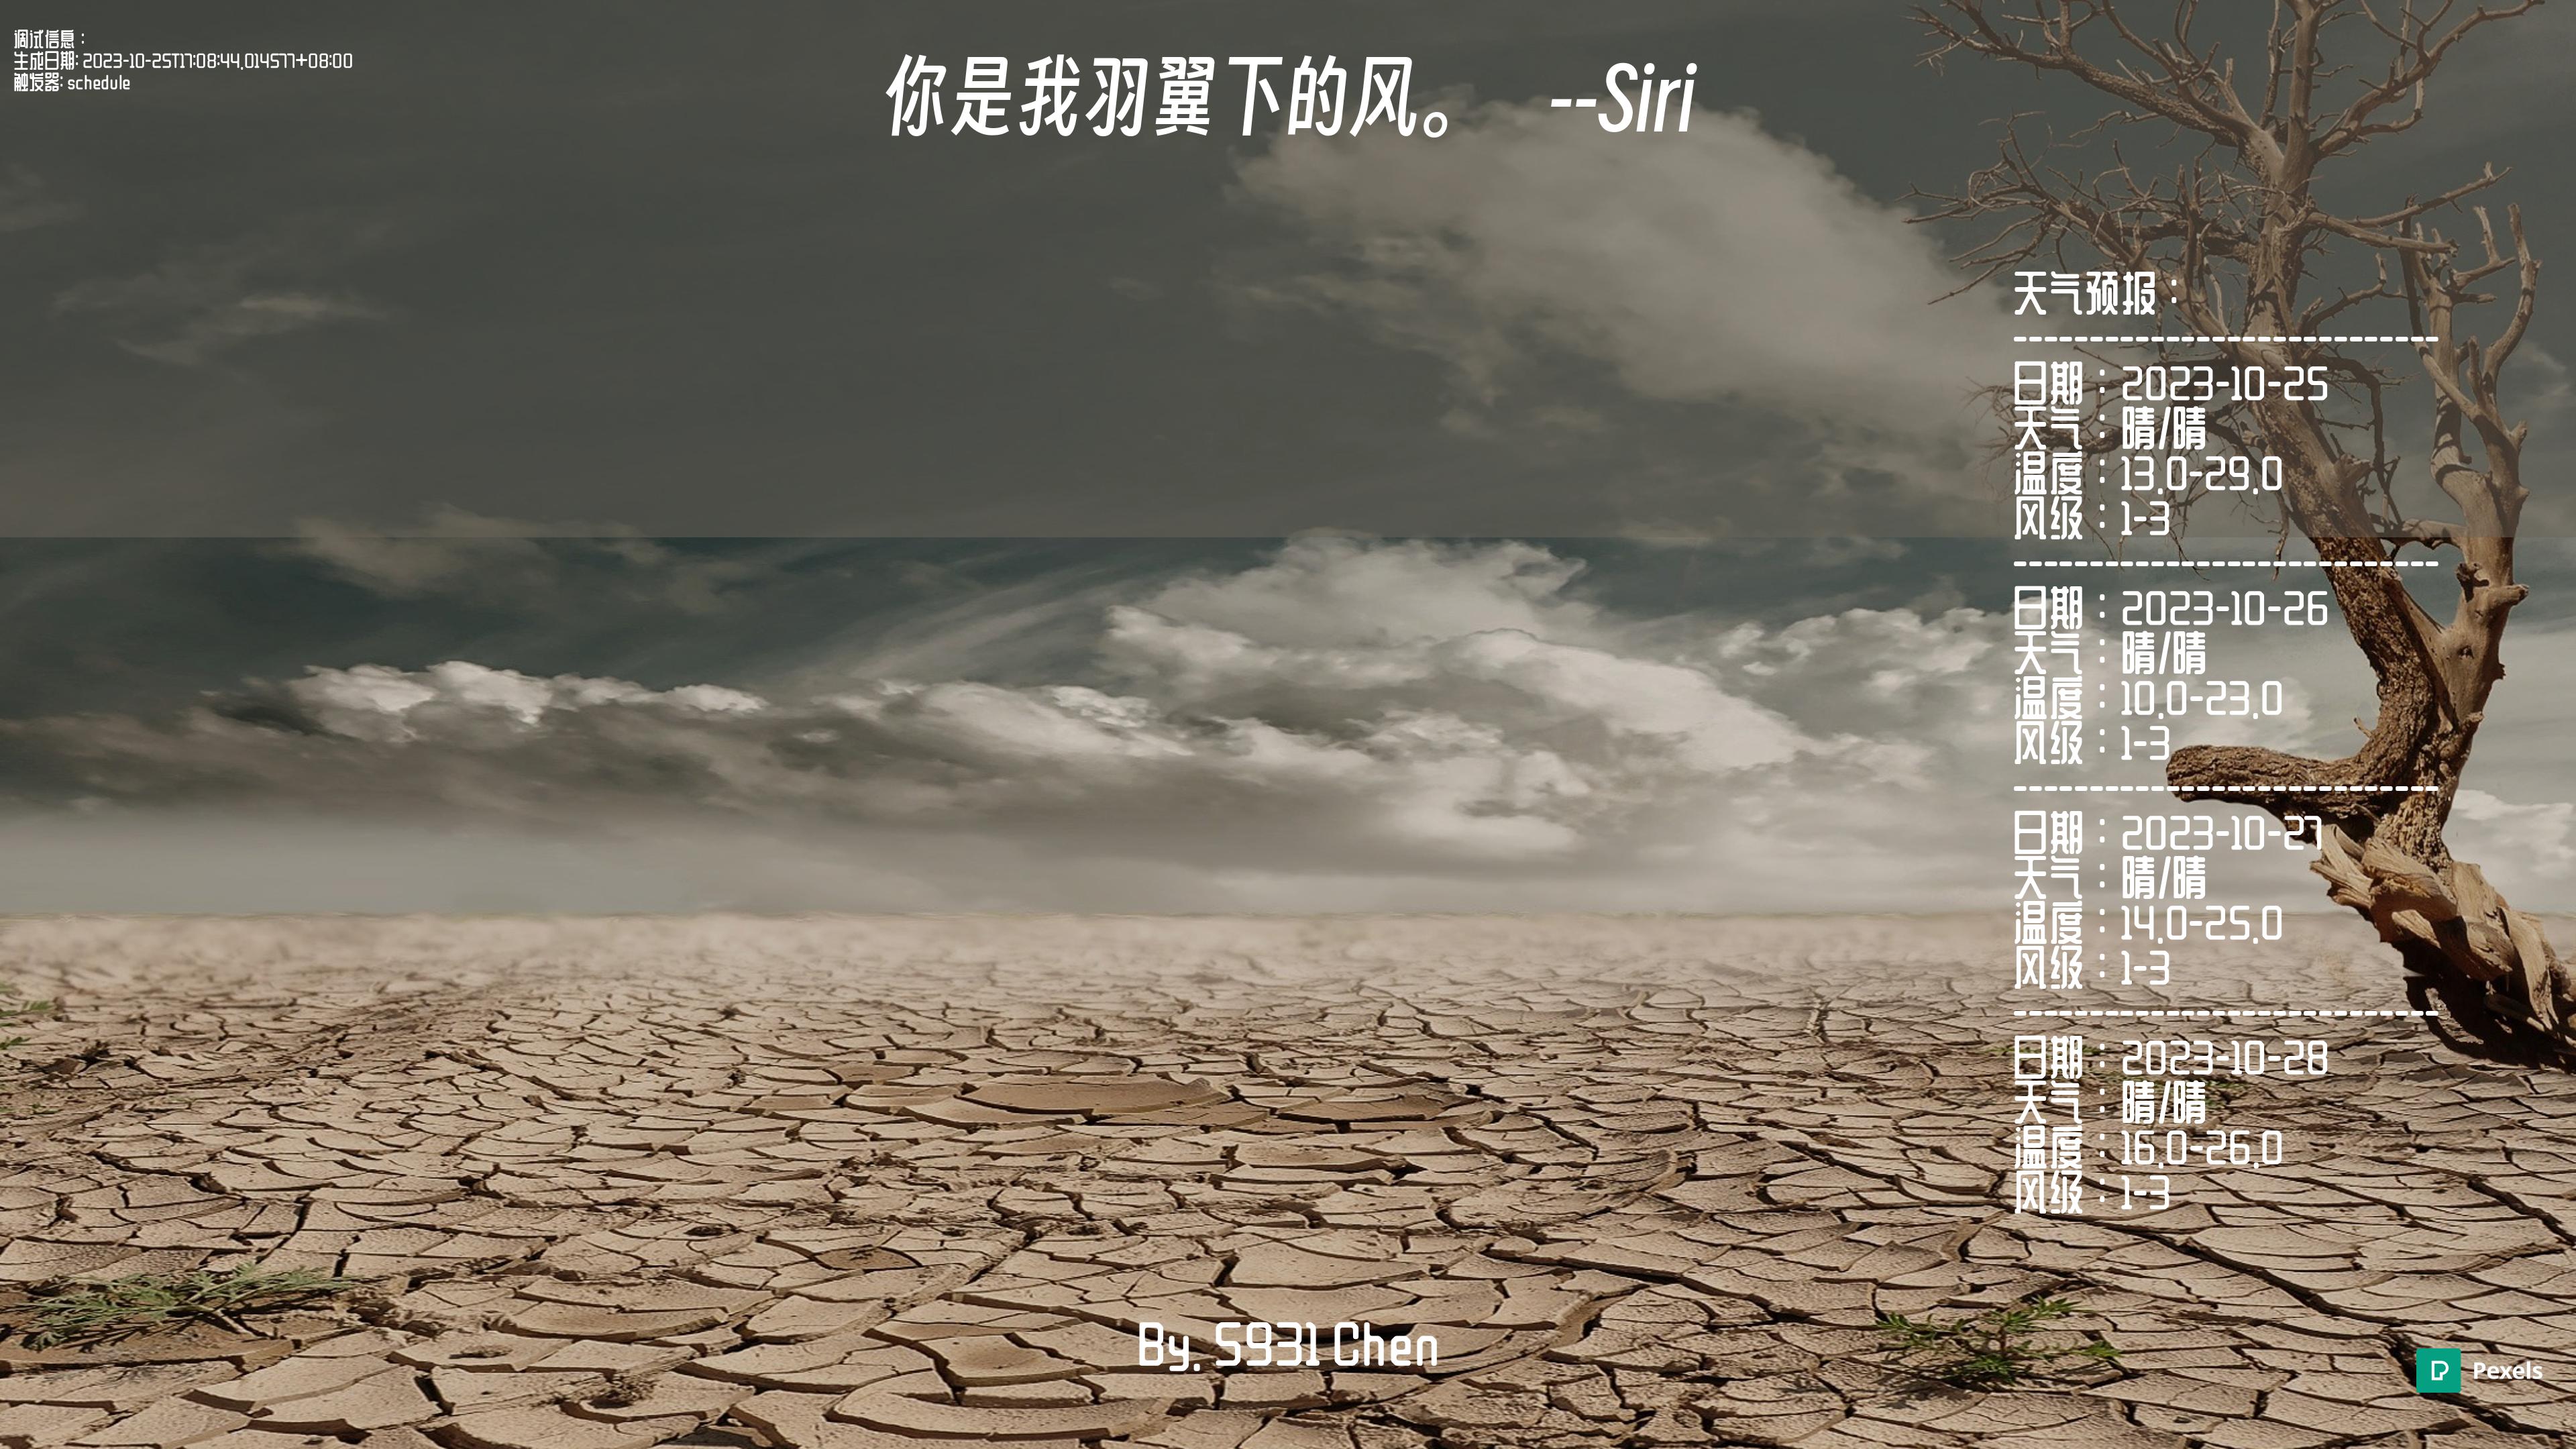 调试信息：
生成日期: 2023-10-25T17:08:44.014577+08:00
触发器: schedule
你是我羽翼下的风。 --Siri
天气预报：
----------------------------
日期：2023-10-25
天气：晴/晴
温度：13.0-29.0
风级：1-3
----------------------------
日期：2023-10-26
天气：晴/晴
温度：10.0-23.0
风级：1-3
----------------------------
日期：2023-10-27
天气：晴/晴
温度：14.0-25.0
风级：1-3
----------------------------
日期：2023-10-28
天气：晴/晴
温度：16.0-26.0
风级：1-3
By. S931 Chen
Pexels